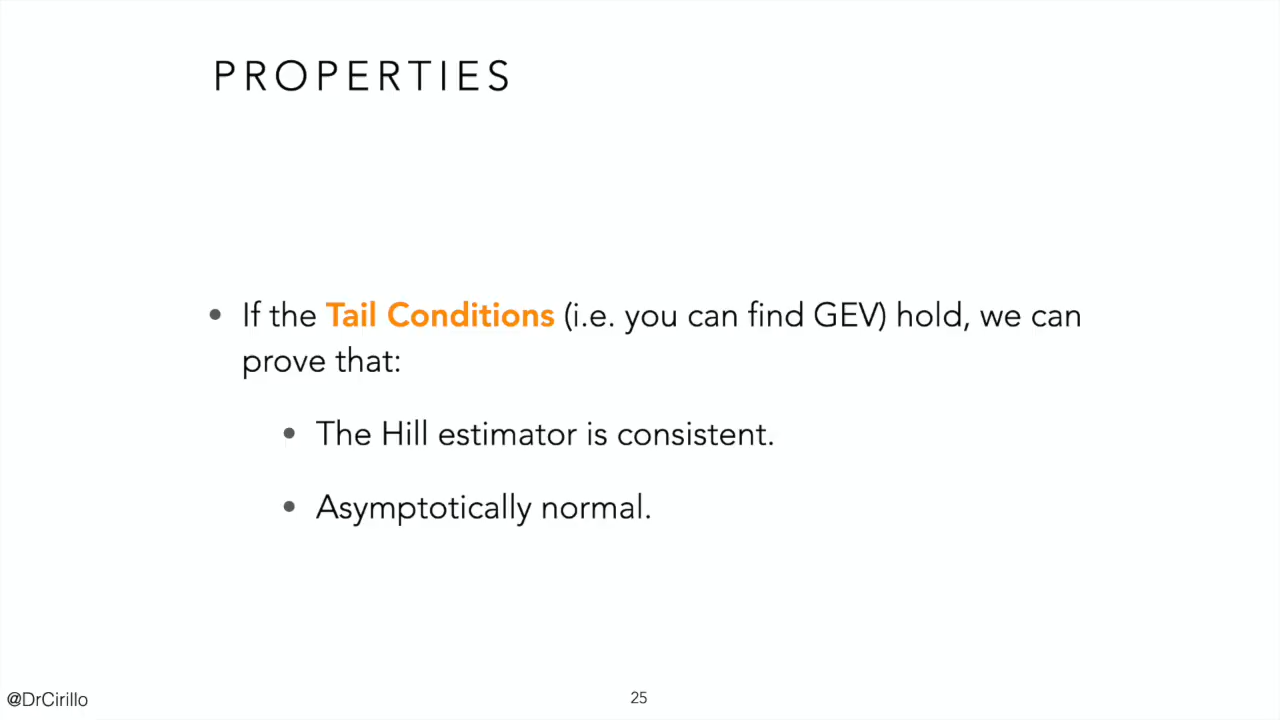 PROPERTIES
• If the Tail Conditions (i.e. you can find GEV) hold, we can
prove that:
• The Hill estimator is consistent.
• Asymptotically normal.
@DrCirillo
25